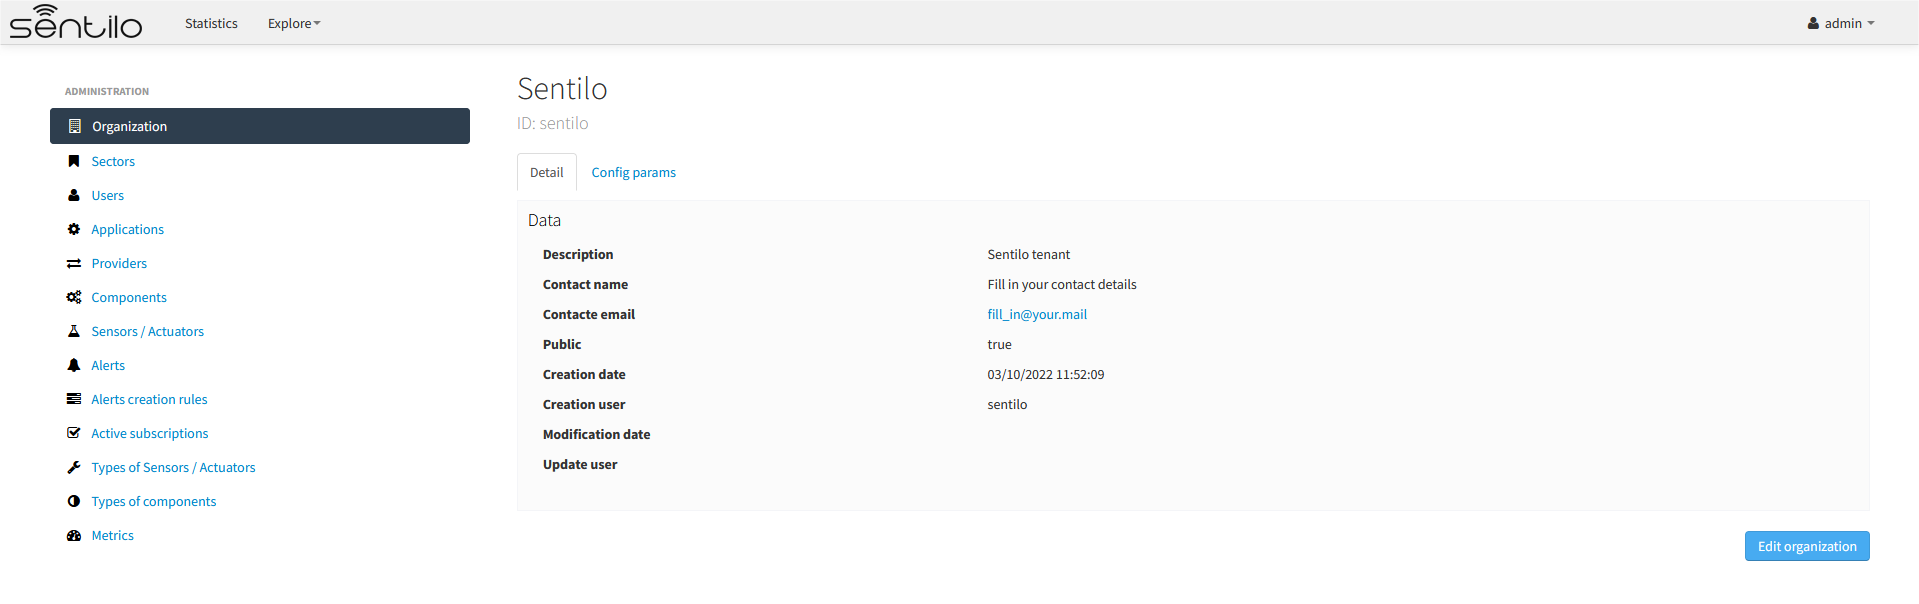 sentilo
Statistics
Explore
admin
ADMINISTRATION
Organization
Sectors
Users
Applications
Providers
Components
Sensors / Actuators
Alerts
Alerts creation rules
Active subscriptions
Types of Sensors / Actuators
Types of components
Metrics
Sentilo
ID: sentilo
Detail
Config params
Data
Description Sentilo tenant
Contact name Fill in your contact details
Contacte email fill_in@your.mail
Public true
Creation date 03/10/2022 11:52:09
Creation user sentilo
Modification date
Update user
Edit organization